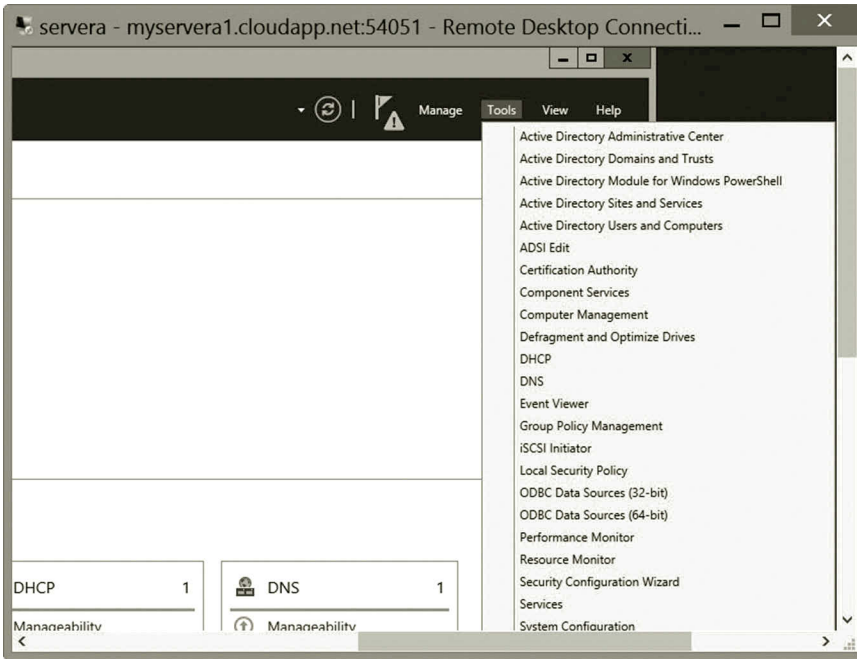 servera - myservera1.cloudapp.net:54051 - Remote Desktop Connecti...
Manage Tools View Help
Active Directory Administrative Center
Active Directory Domains and Trusts
Active Directory Module for Windows PowerShell
Active Directory Sites and Services
Active Directory Users and Computers
ADSI Edit
Certification Authority
Component Services
Computer Management
Defragment and Optimize Drives
DHCP
DNS
Event Viewer
Group Policy Management
iSCSI Initiator
Local Security Policy
ODBC Data Sources (32-bit)
ODBC Data Sources (64-bit)
Performance Monitor
Resource Monitor
Security Configuration Wizard
Services
System Configuration
DHCP 1
Manageability
DNS 1
Manageability